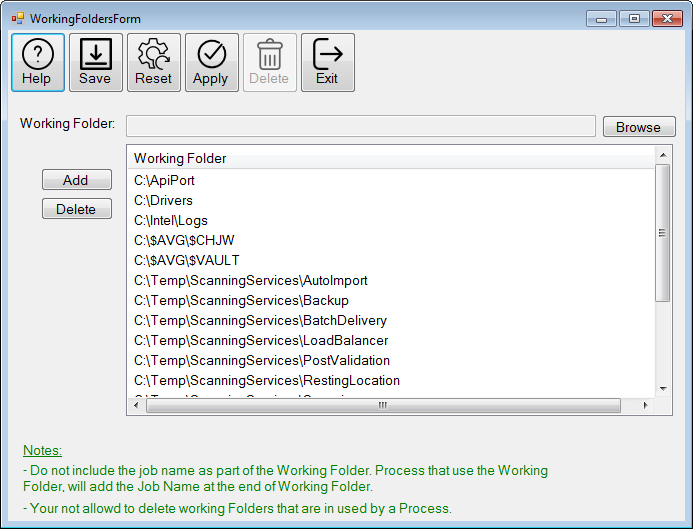 WorkingFoldersForm
Help Save Reset Apply Delete Exit
Working Folder: Browse
Working Folder
Add
Delete
C:\ApiPort
C:\Drivers
C:\Intel\Logs
C:\$AVG\$CHJW
C:\$AVG\$VAULT
C:\Temp\ScanningServices\AutoImport
C:\Temp\ScanningServices\Backup
C:\Temp\ScanningServices\BatchDelivery
C:\Temp\ScanningServices\LoadBalancer
C:\Temp\ScanningServices\PostValidation
C:\Temp\ScanningServices\RestingLocation
Notes:
- Do not include the job name as part of the Working Folder. Process that use the Working
Folder, will add the Job Name at the end of Working Folder.
- Your not allowd to delete working Folders that are in used by a Process.